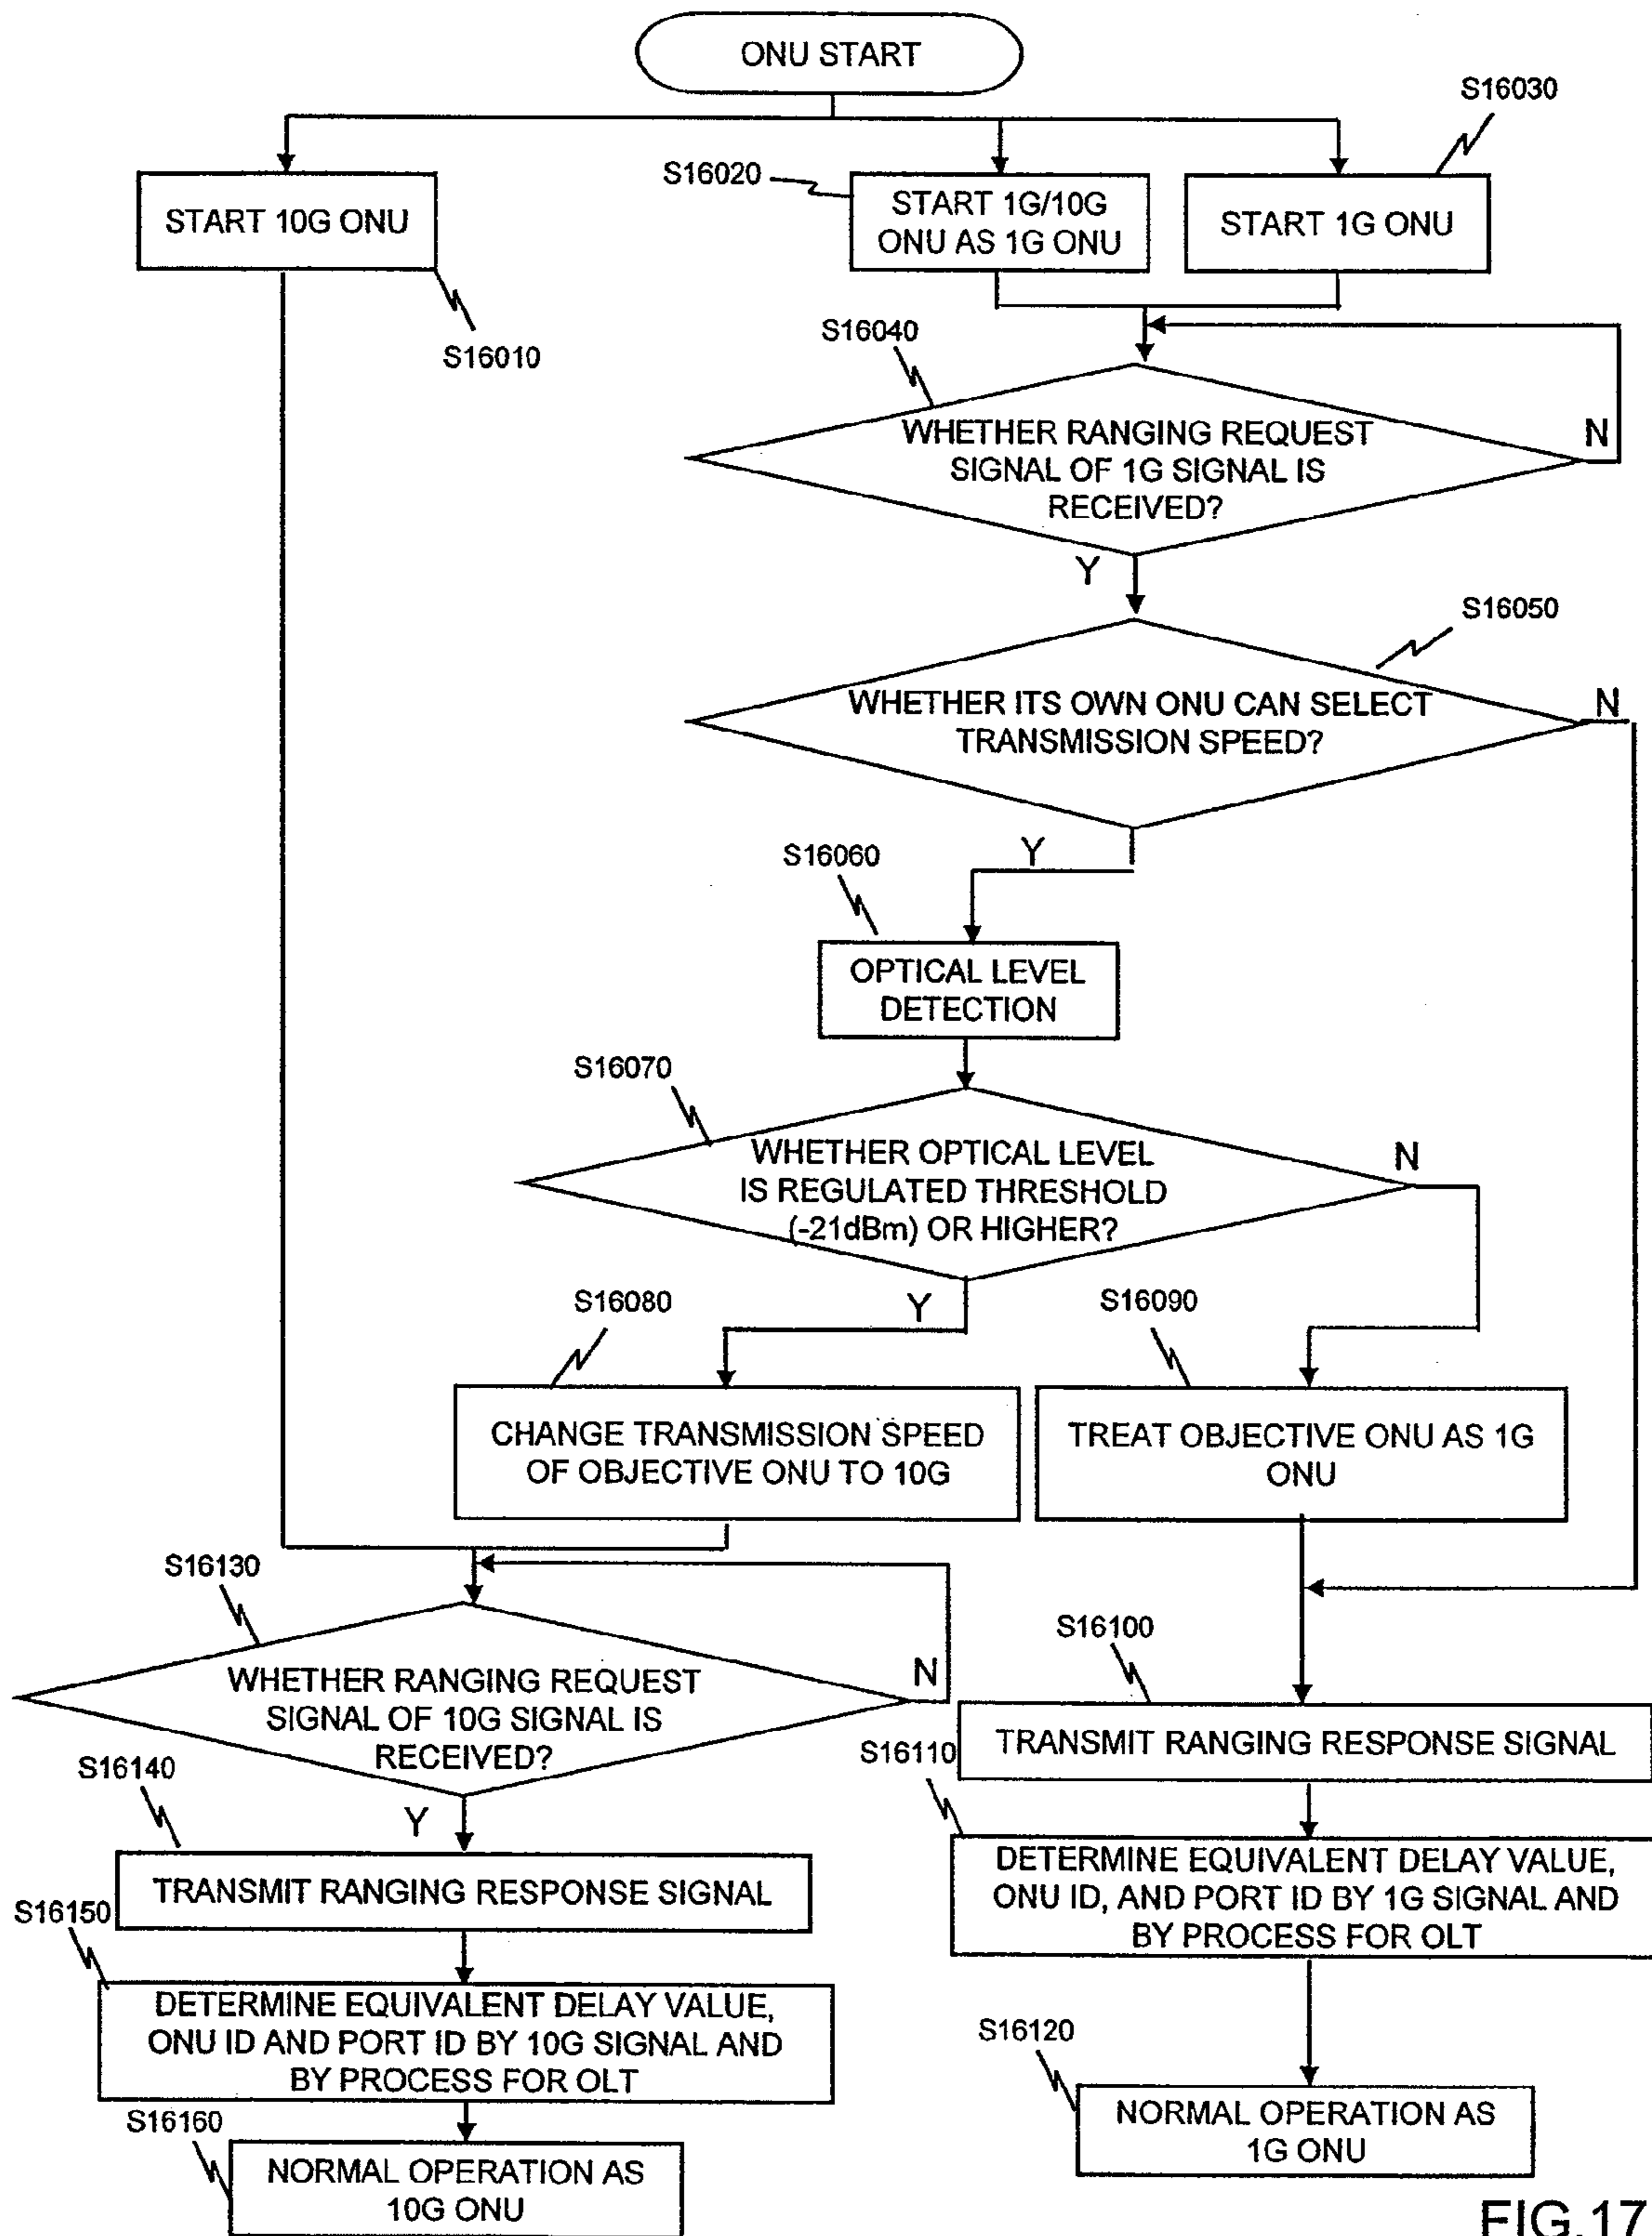 ONU START
S16030
S16020
START 10G ONU
START 1G/10G
ONU AS 1G ONU
START 1G ONU
S16010
S16040
WHETHER RANGING REQUEST
SIGNAL OF 1G SIGNAL IS
RECEIVED?
N
Y
S16050
WHETHER ITS OWN ONU CAN SELECT
TRANSMISSION SPEED?
N
Y
S16060
OPTICAL LEVEL
DETECTION
S16070
WHETHER OPTICAL LEVEL
IS REGULATED THRESHOLD
(-21dBm) OR HIGHER?
N
Y
S16080
S16090
CHANGE TRANSMISSION SPEED
OF OBJECTIVE ONU TO 10G
TREAT OBJECTIVE ONU AS 1G
ONU
S16130
WHETHER RANGING REQUEST
SIGNAL OF 10G SIGNAL IS
RECEIVED?
N
Y
S16100
TRANSMIT RANGING RESPONSE SIGNAL
S16110
S16140
TRANSMIT RANGING RESPONSE SIGNAL
DETERMINE EQUIVALENT DELAY VALUE,
ONU ID, AND PORT ID BY 1G SIGNAL AND
BY PROCESS FOR OLT
S16150
DETERMINE EQUIVALENT DELAY VALUE,
ONU ID AND PORT ID BY 10G SIGNAL AND
BY PROCESS FOR OLT
S16120
NORMAL OPERATION AS
1G ONU
S16160
NORMAL OPERATION AS
10G ONU
FIG.17